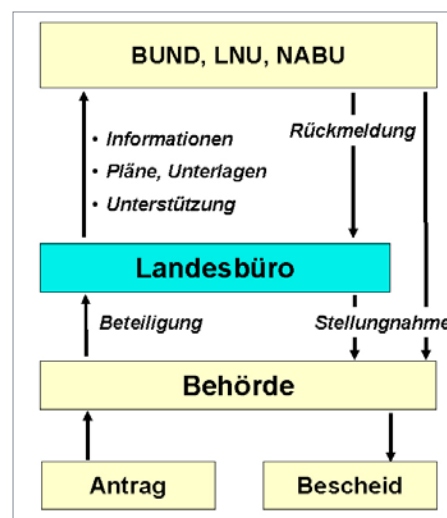 BUND, LNU, NABU
Rückmeldung
• Informationen
• Pläne, Unterlagen
• Unterstützung
Landesbüro
Beteiligung
Stellungnahme
Behörde
Antrag
Bescheid